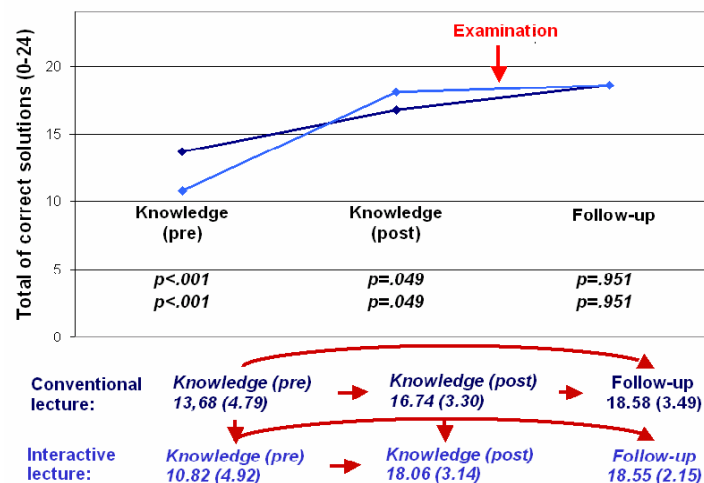 Total of correct solutions (0-24)
20
15
10
5
0
Examination
Knowledge (pre)
Knowledge (post)
Follow-up
p<.001
p=.049
p=.951
p<.001
p=.049
p=.951
Conventional lecture:
Knowledge (pre)
13,68 (4.79)
Knowledge (post)
16.74 (3.30)
Follow-up
18.58 (3.49)
Interactive lecture:
Knowledge (pre)
10.82 (4.92)
Knowledge (post)
18.06 (3.14)
Follow-up
18.55 (2.15)